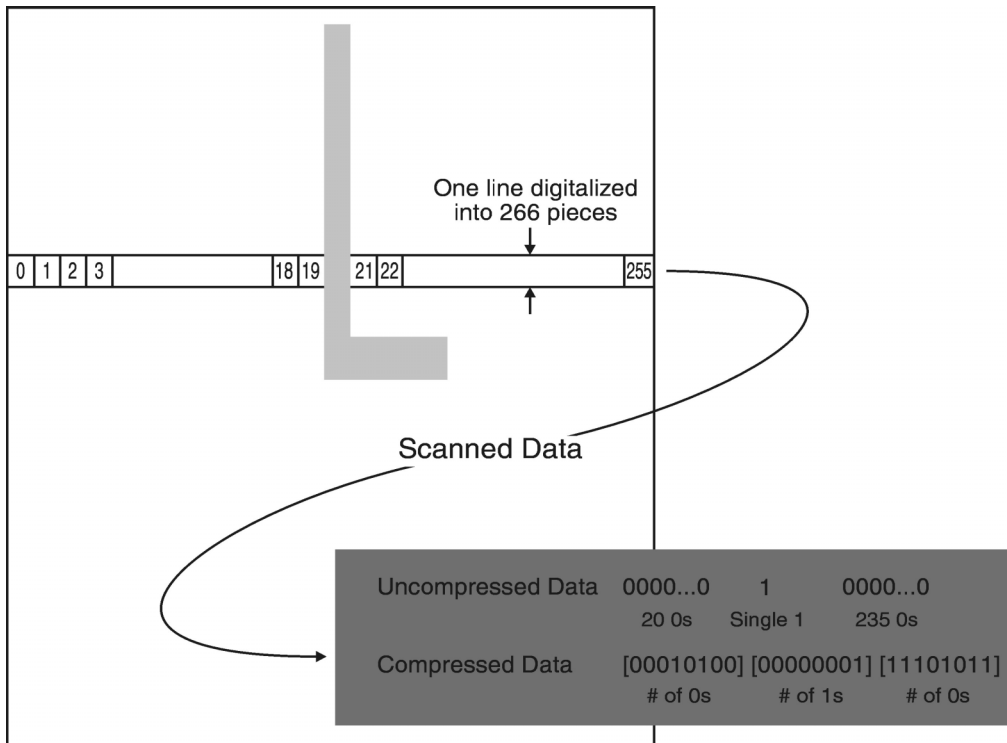 One line digitalized
into 266 pieces
0 1 2 3 18 19 21 22 255
Scanned Data
Uncompressed Data 0000...0 1 0000...0
20 0s Single 1 235 0s
Compressed Data [00010100] [00000001] [11101011]
# of 0s # of 1s # of 0s